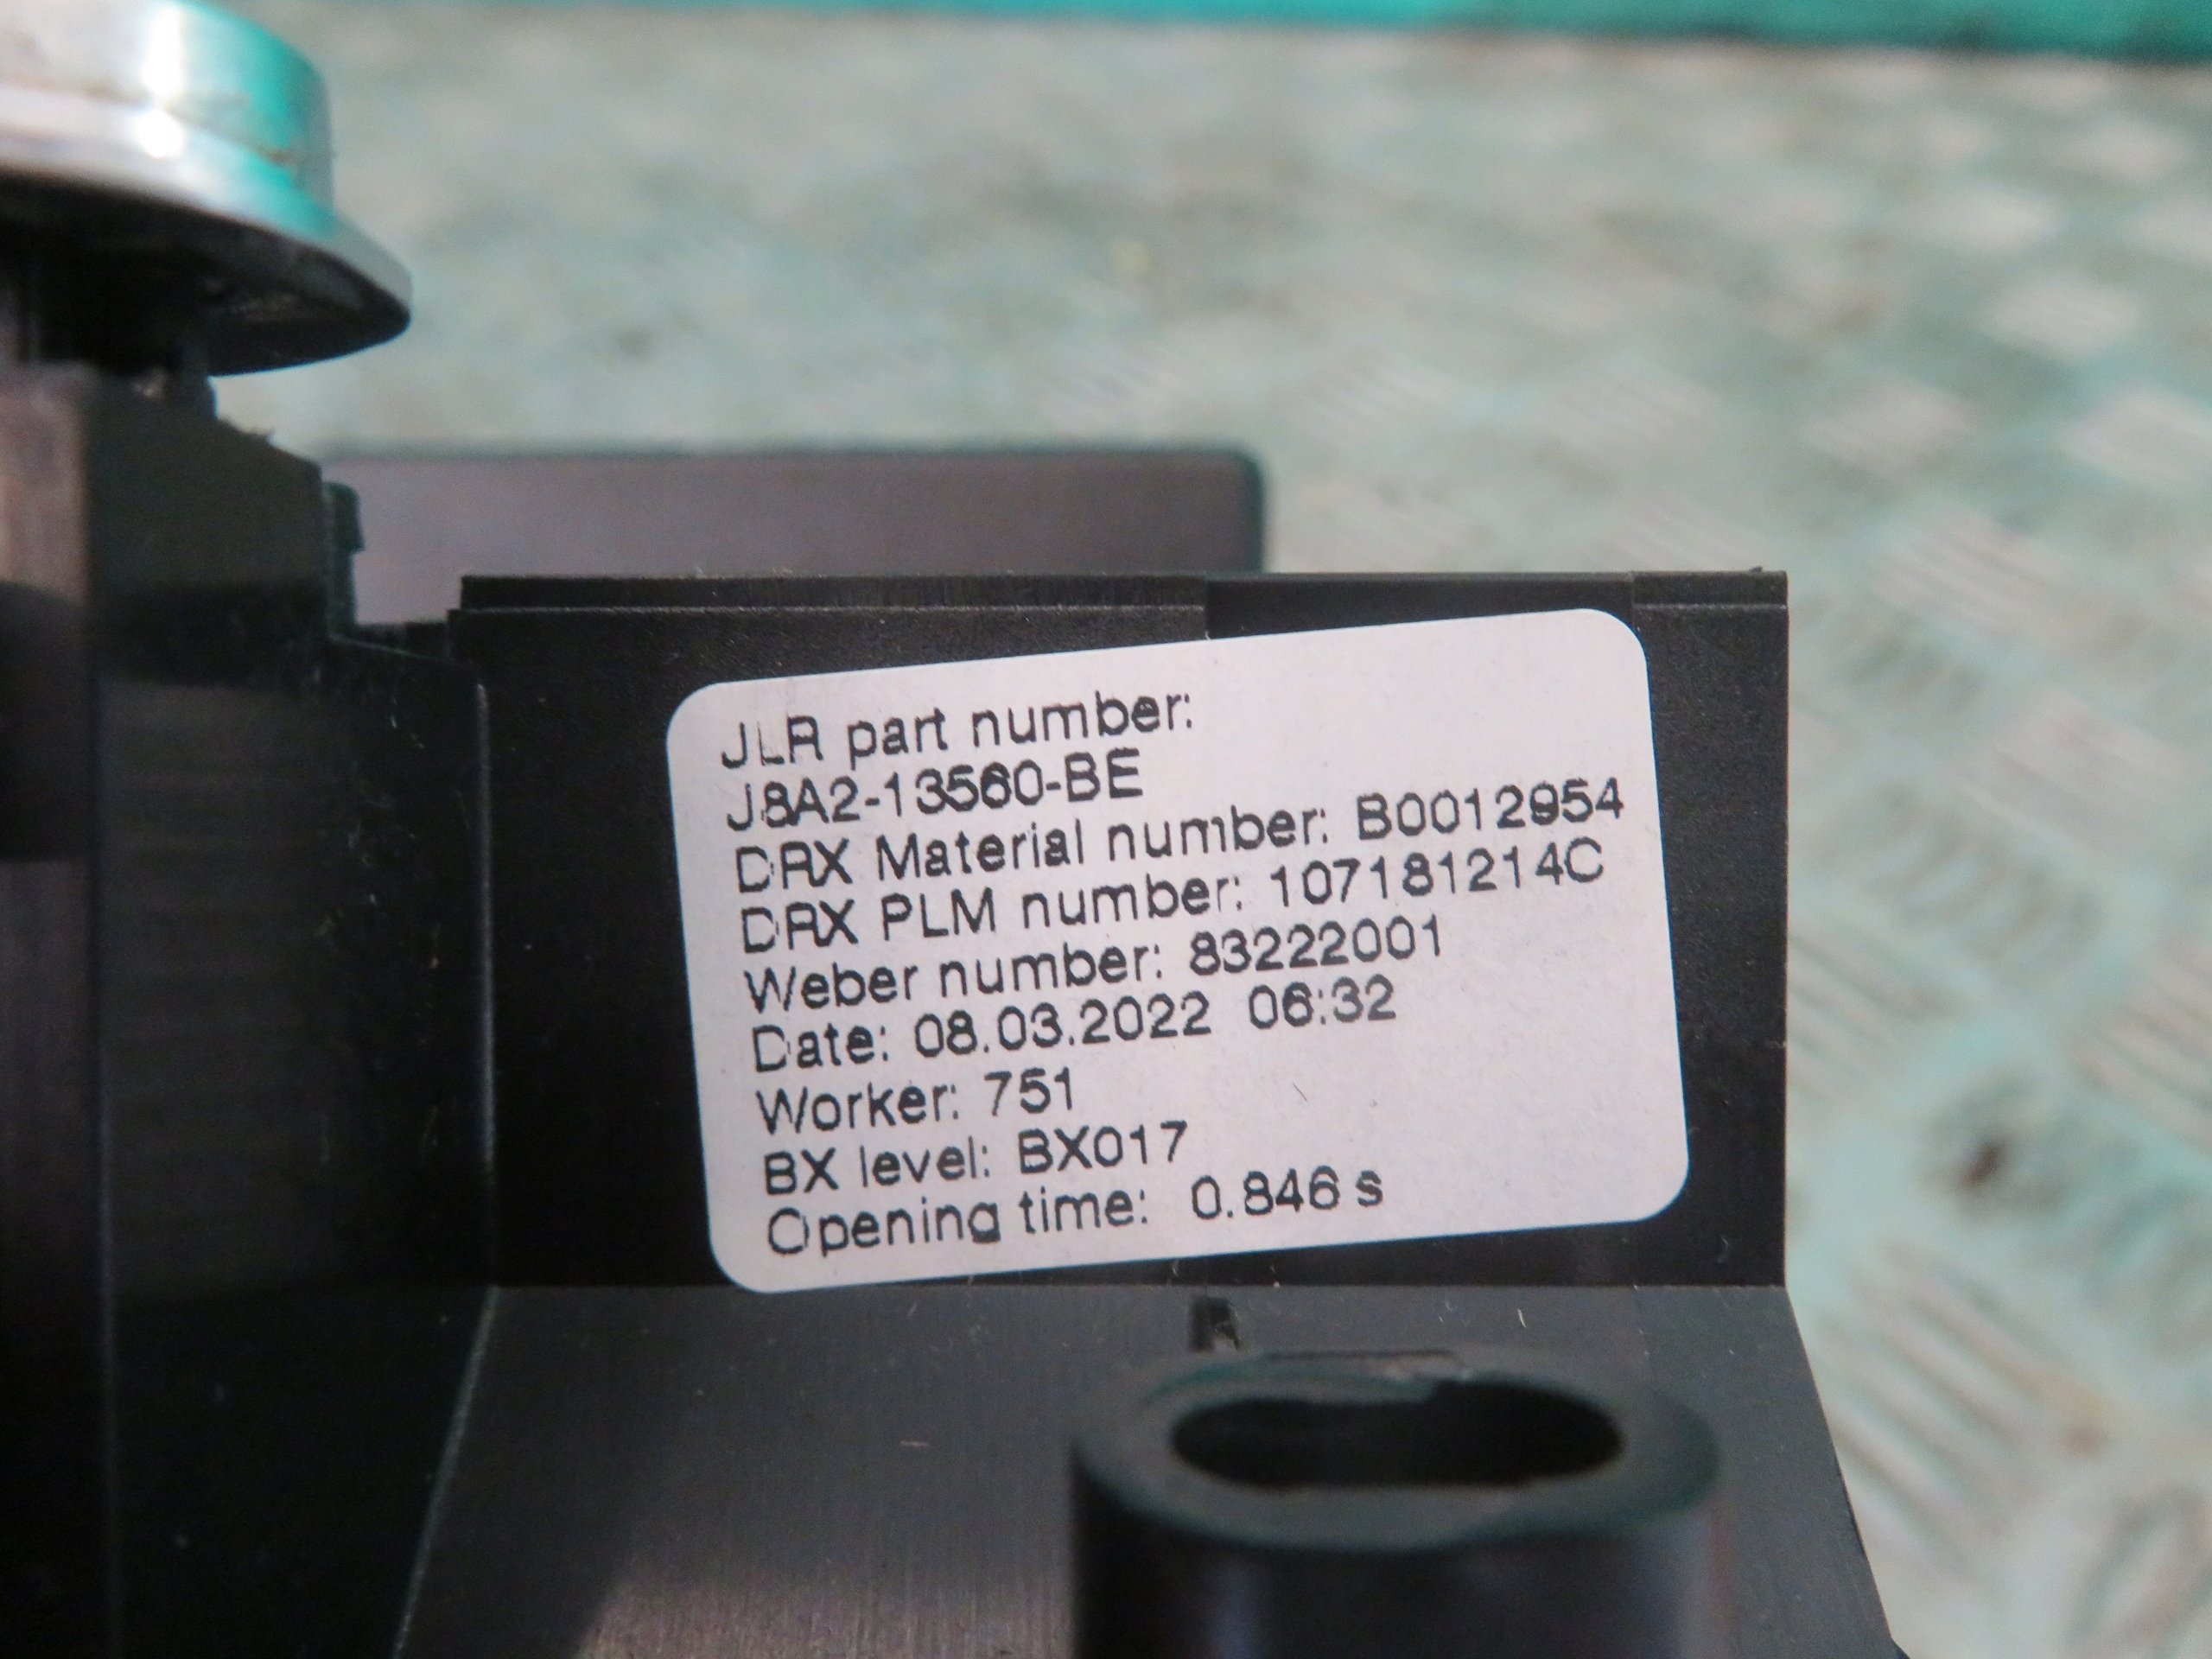 JLR part number:
J8A2-13560-BE
DRX Material number: B0012954
DRX PLM number: 107181214C
Weber number: 83222001
Date: 08.03.2022 06:32
Worker: 751
BX level: BX017
Opening time: 0.846 s